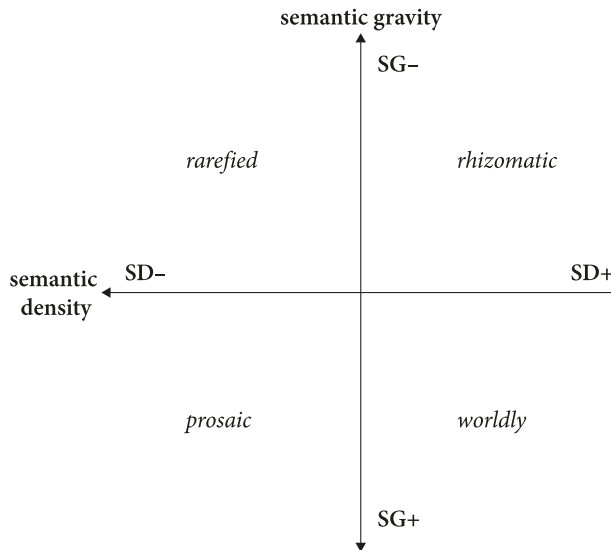 semantic gravity
SG–
rarefied
rhizomatic
semantic
density
SD–
SD+
prosaic
worldly
SG+